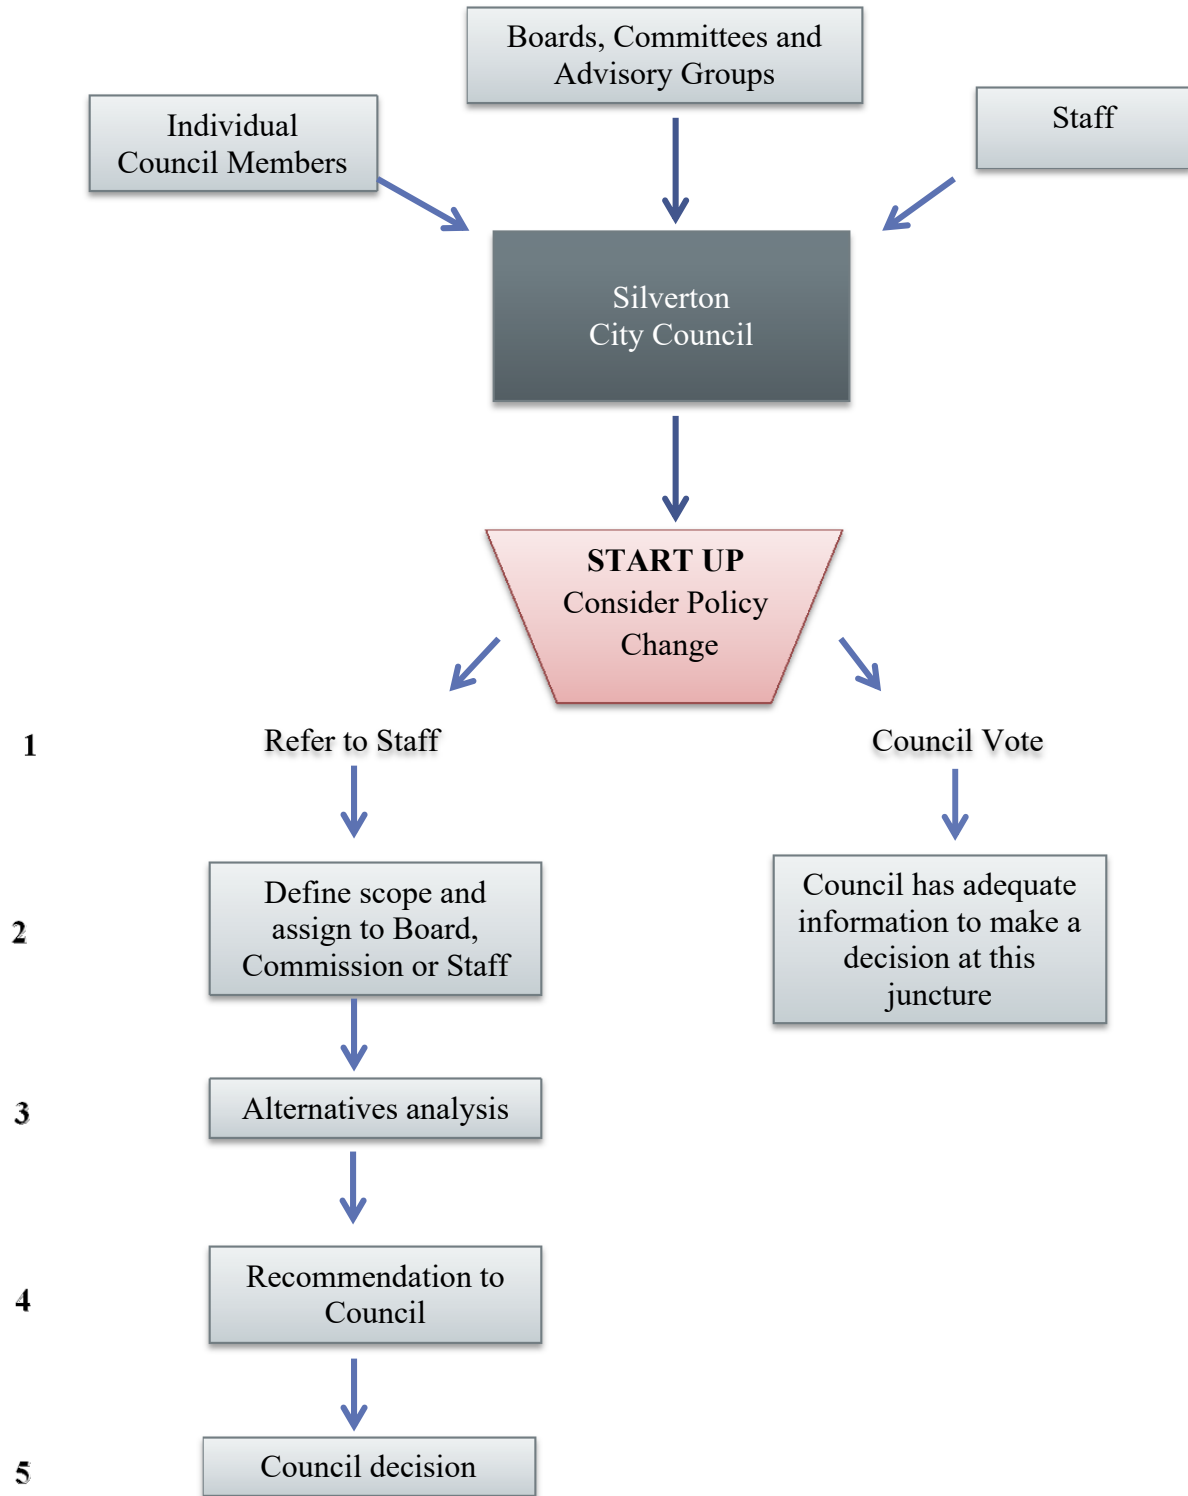 Boards, Committees and
Advisory Groups
Individual
Council Members
Staff
Silverton
City Council
START UP
Consider Policy
Change
1
Refer to Staff
Council Vote
2
Define scope and
assign to Board,
Commission or Staff
Council has adequate
information to make a
decision at this
juncture
3
Alternatives analysis
4
Recommendation to
Council
5
Council decision